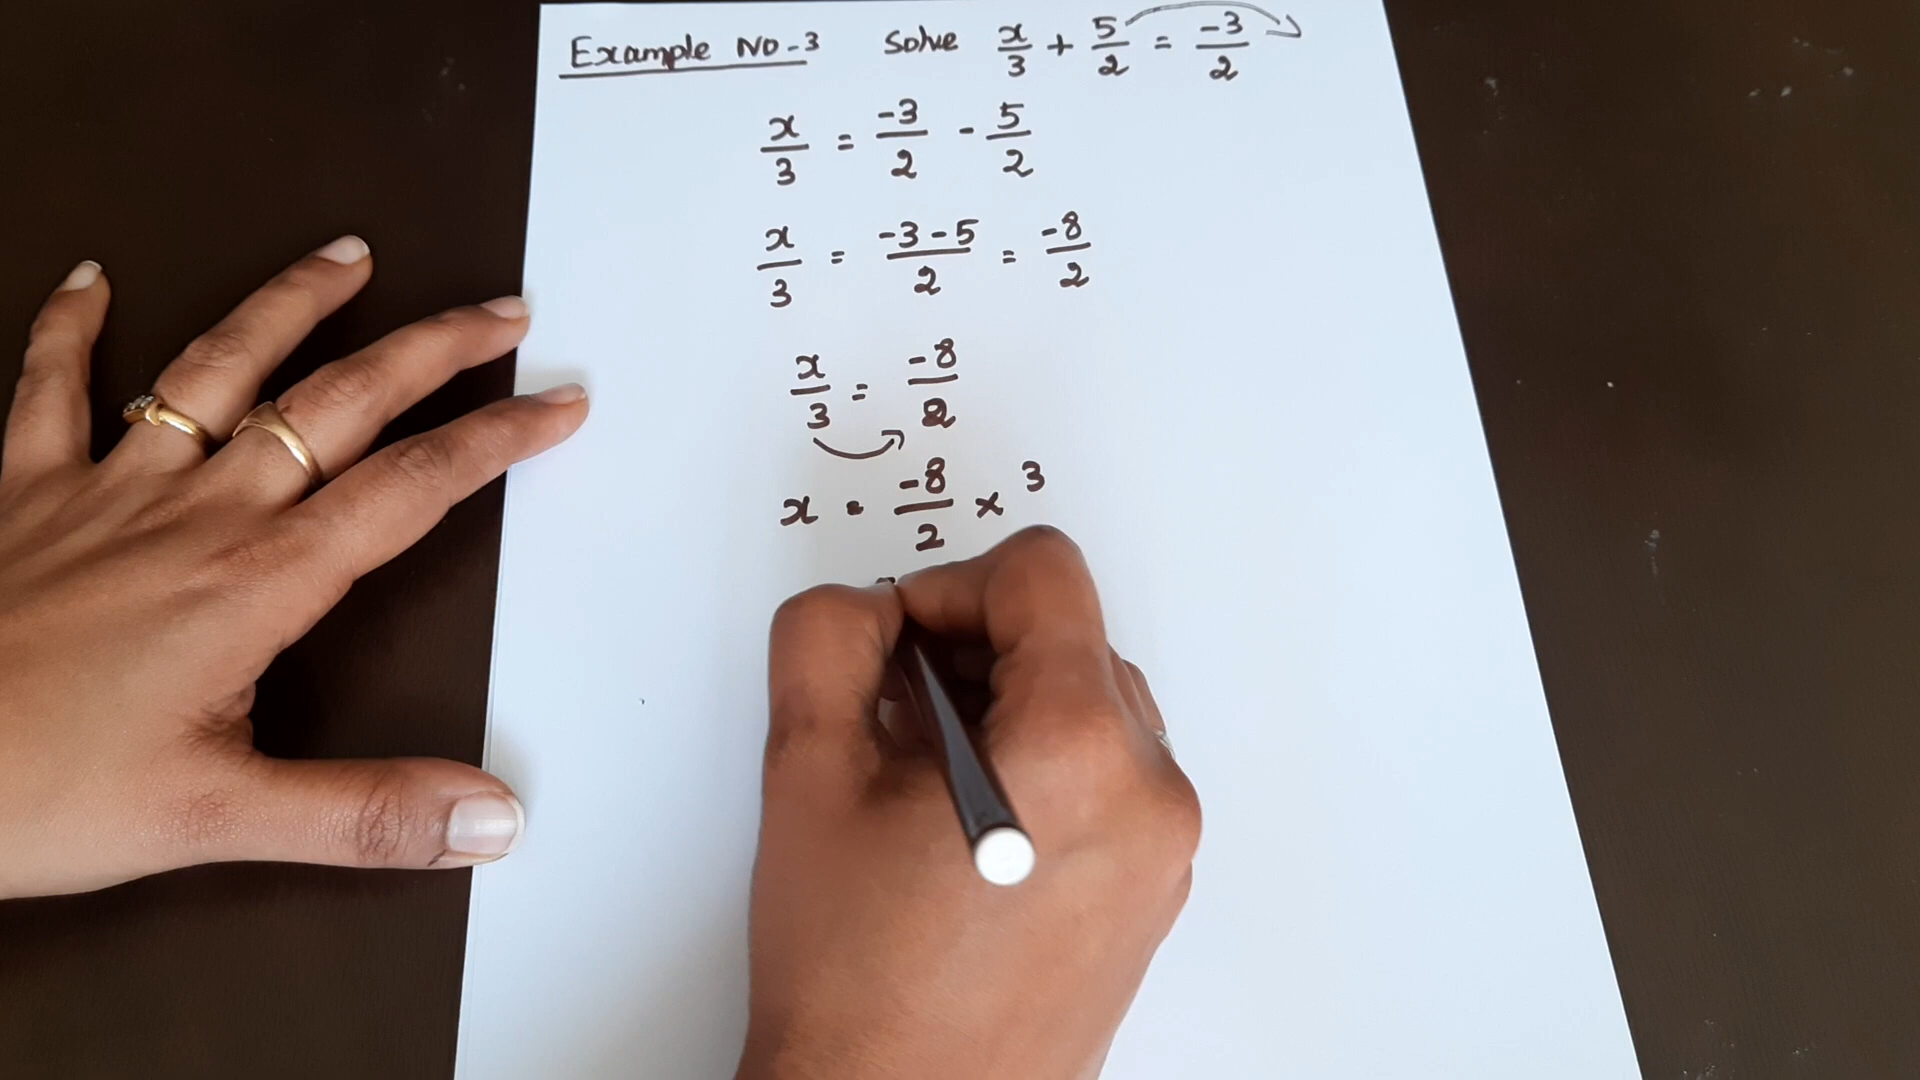 Example No-3 Solve x/3 + 5/2 = -3/2
x/3 = -3/2 - 5/2
x/3 = -3-5/2 = -8/2
x/3 = -8/2
x = -8/2 × 3